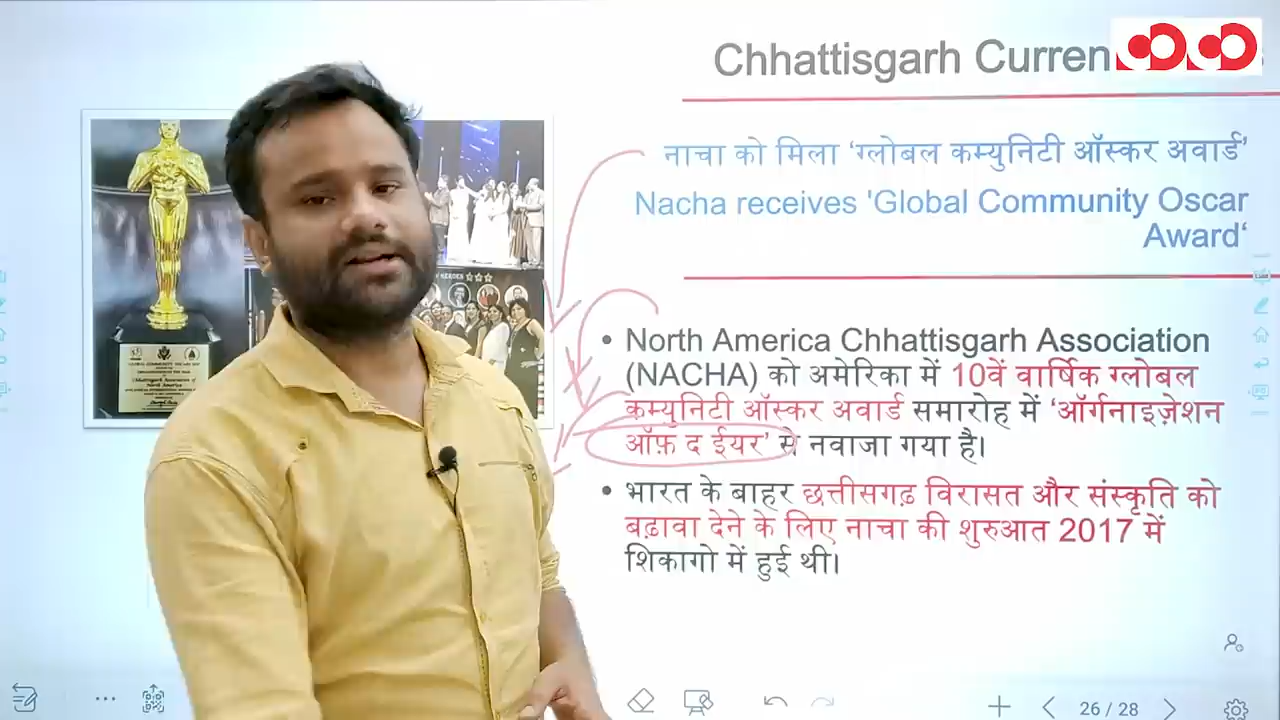 Chhattisgarh Curren
नाचा को मिला ‘ग्लोबल कम्युनिटी ऑस्कर अवार्ड’
Nacha receives 'Global Community Oscar
Award‘
• North America Chhattisgarh Association
(NACHA) को अमेरिका में 10वें वार्षिक ग्लोबल
कम्युनिटी ऑस्कर अवार्ड समारोह में ‘ऑर्गनाइज़ेशन
ऑफ़ द ईयर’ से नवाजा गया है।
• भारत के बाहर छत्तीसगढ़ विरासत और संस्कृति को
बढ़ावा देने के लिए नाचा की शुरुआत 2017 में
शिकागो में हुई थी।
26 / 28